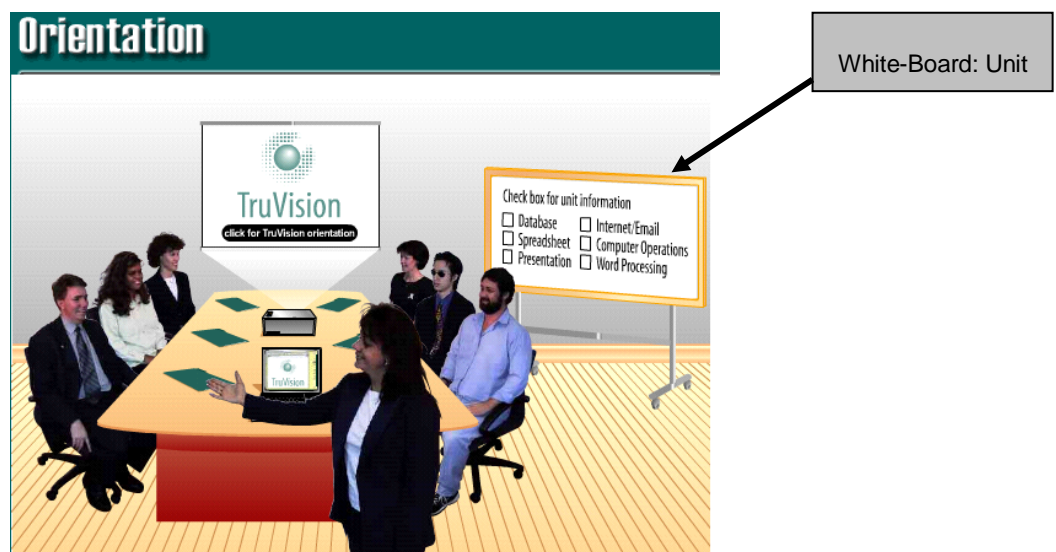 Orientation
White-Board: Unit
TruVision
click for TruVision orientation
Check box for unit information
Database
Internet/Email
Spreadsheet
Computer Operations
Presentation
Word Processing
TruVision